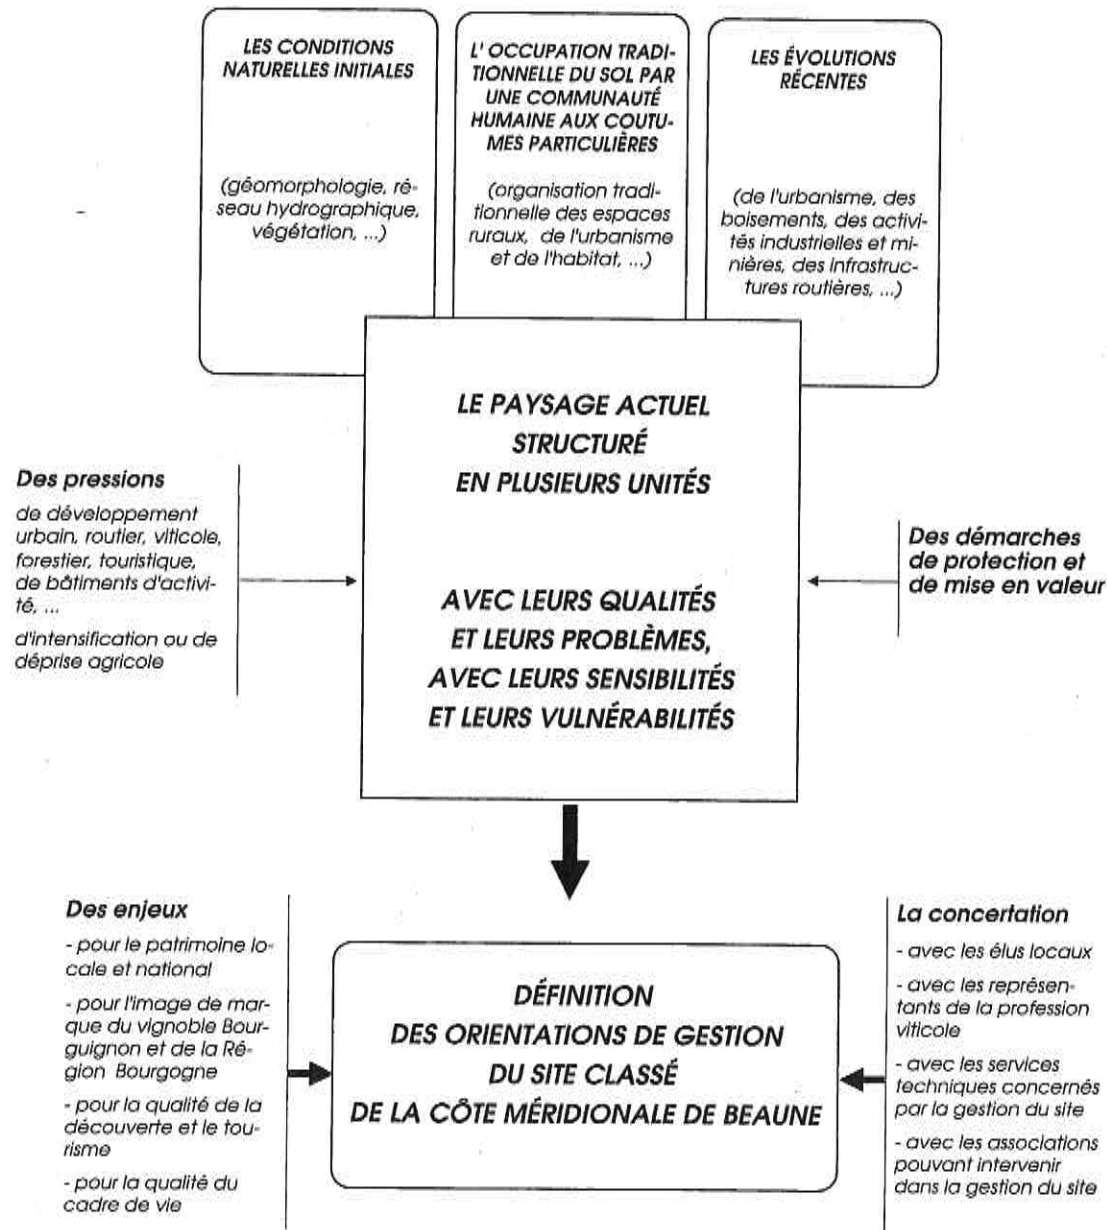 LES CONDITIONS
NATURELLES INITIALES
(géomorphologie, ré-
seau hydrographique,
végétation, ...)
L' OCCUPATION TRADI-
TIONNELLE DU SOL PAR
UNE COMMUNAUTÉ
HUMAINE AUX COUTU-
MES PARTICULIÈRES
(organisation tradi-
tionnelle des espaces
ruraux, de l'urbanisme
et de l'habitat, ...)
LES ÉVOLUTIONS
RÉCENTES
(de l'urbanisme, des
boisements, des activi-
tés industrielles et mi-
nières, des infrastruc-
tures routières, ...)
LE PAYSAGE ACTUEL
STRUCTURÉ
EN PLUSIEURS UNITÉS
AVEC LEURS QUALITÉS
ET LEURS PROBLÈMES,
AVEC LEURS SENSIBILITÉS
ET LEURS VULNÉRABILITÉS
Des pressions
de développement
urbain, routier, viticole,
forestier, touristique,
de bâtiments d'activi-
té, ...
d'intensification ou de
déprise agricole
Des démarches
de protection et
de mise en valeur
Des enjeux
- pour le patrimoine lo-
cale et national
- pour l'image de mar-
que du vignoble Bour-
guignon et de la Ré-
gion Bourgogne
- pour la qualité de la
découverte et le tou-
risme
- pour la qualité du
cadre de vie
DÉFINITION
DES ORIENTATIONS DE GESTION
DU SITE CLASSÉ
DE LA CÔTE MÉRIDIONALE DE BEAUNE
La concertation
- avec les élus locaux
- avec les représen-
tants de la profession
viticole
- avec les services
techniques concernés
par la gestion du site
- avec les associations
pouvant intervenir
dans la gestion du site